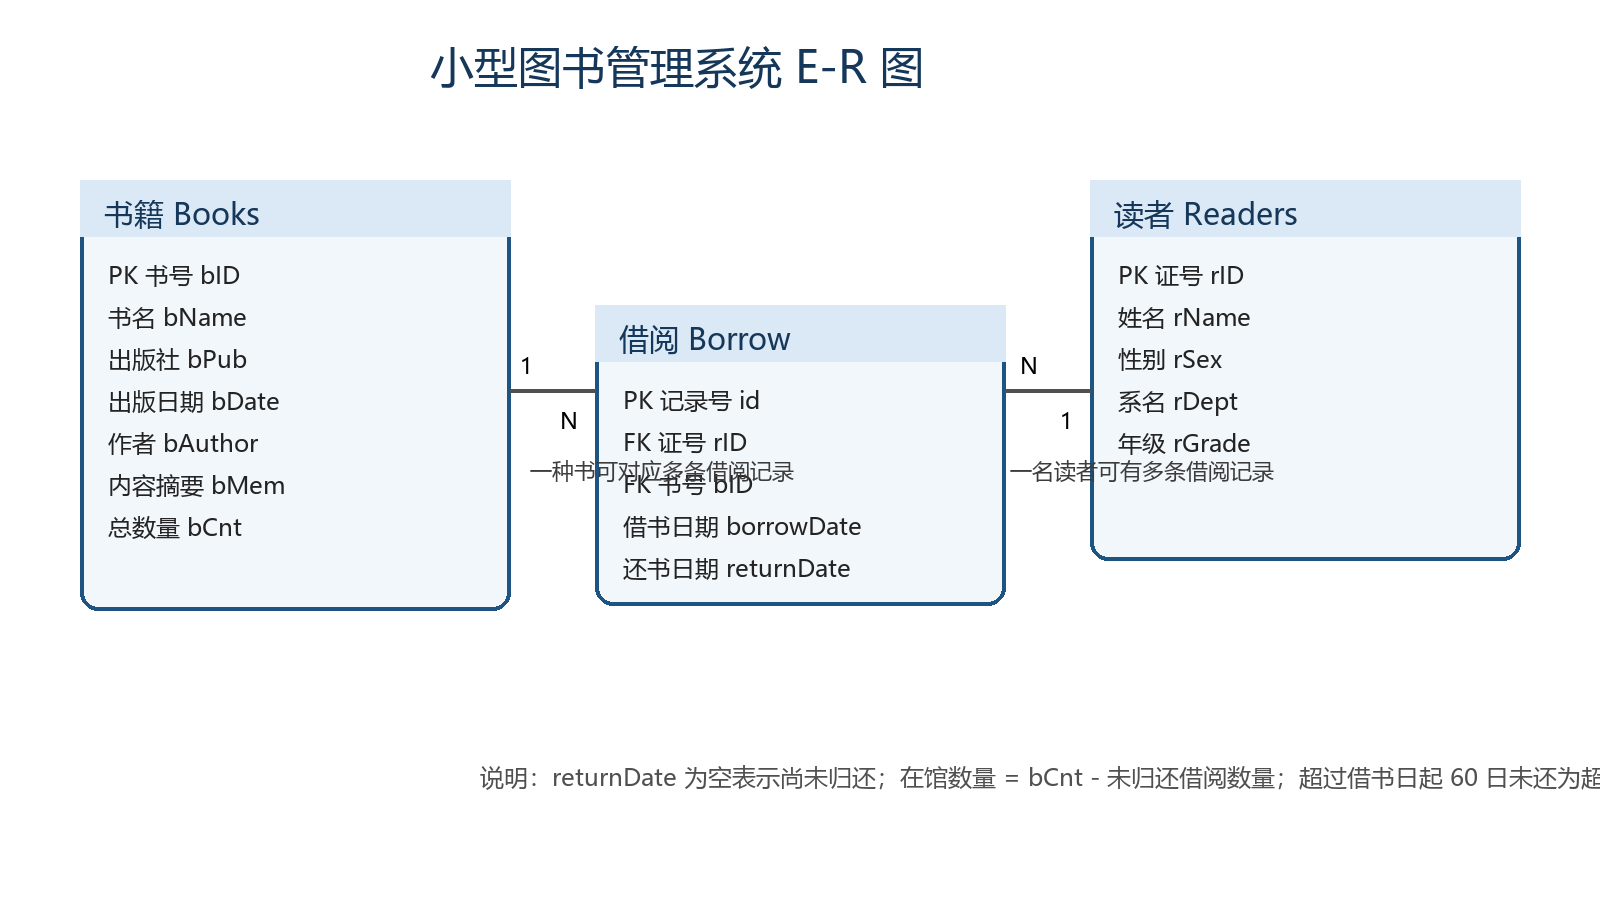 小型图书管理系统 E-R 图
书籍 Books
PK 书号 bID
书名 bName
出版社 bPub
出版日期 bDate
作者 bAuthor
内容摘要 bMem
总数量 bCnt
1
N
一种书可对应多条借阅记录
借阅 Borrow
PK 记录号 id
FK 证号 rID
FK 书号 bID
借书日期 borrowDate
还书日期 returnDate
N
1
一名读者可有多条借阅记录
读者 Readers
PK 证号 rID
姓名 rName
性别 rSex
系名 rDept
年级 rGrade
说明：returnDate 为空表示尚未归还；在馆数量 = bCnt - 未归还借阅数量；超过借书日起 60 日未还为超